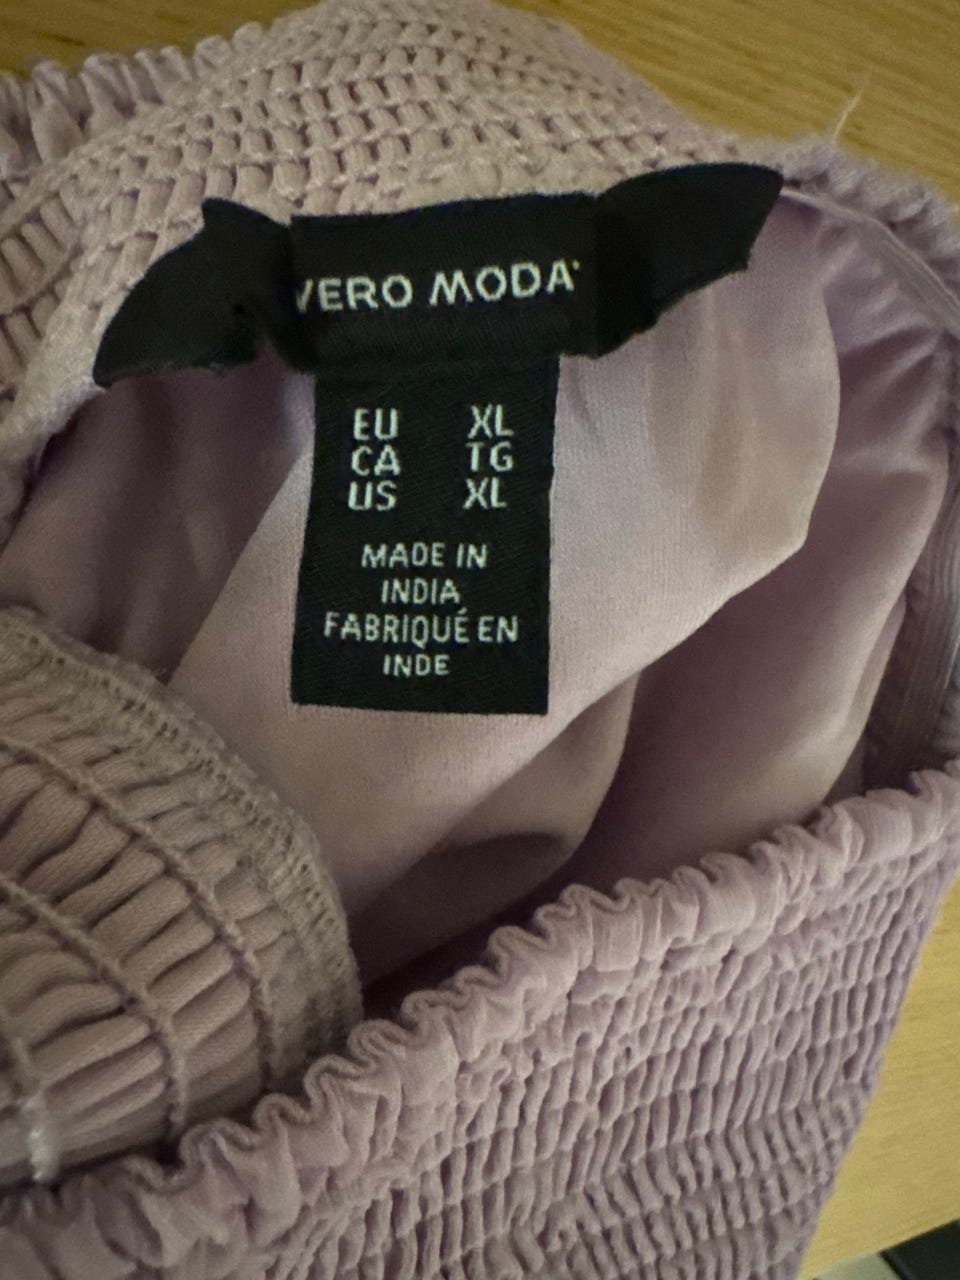 VERO MODA
EU XL
CA TG
US XL
MADE IN
INDIA
FABRIQUÉ EN
INDE